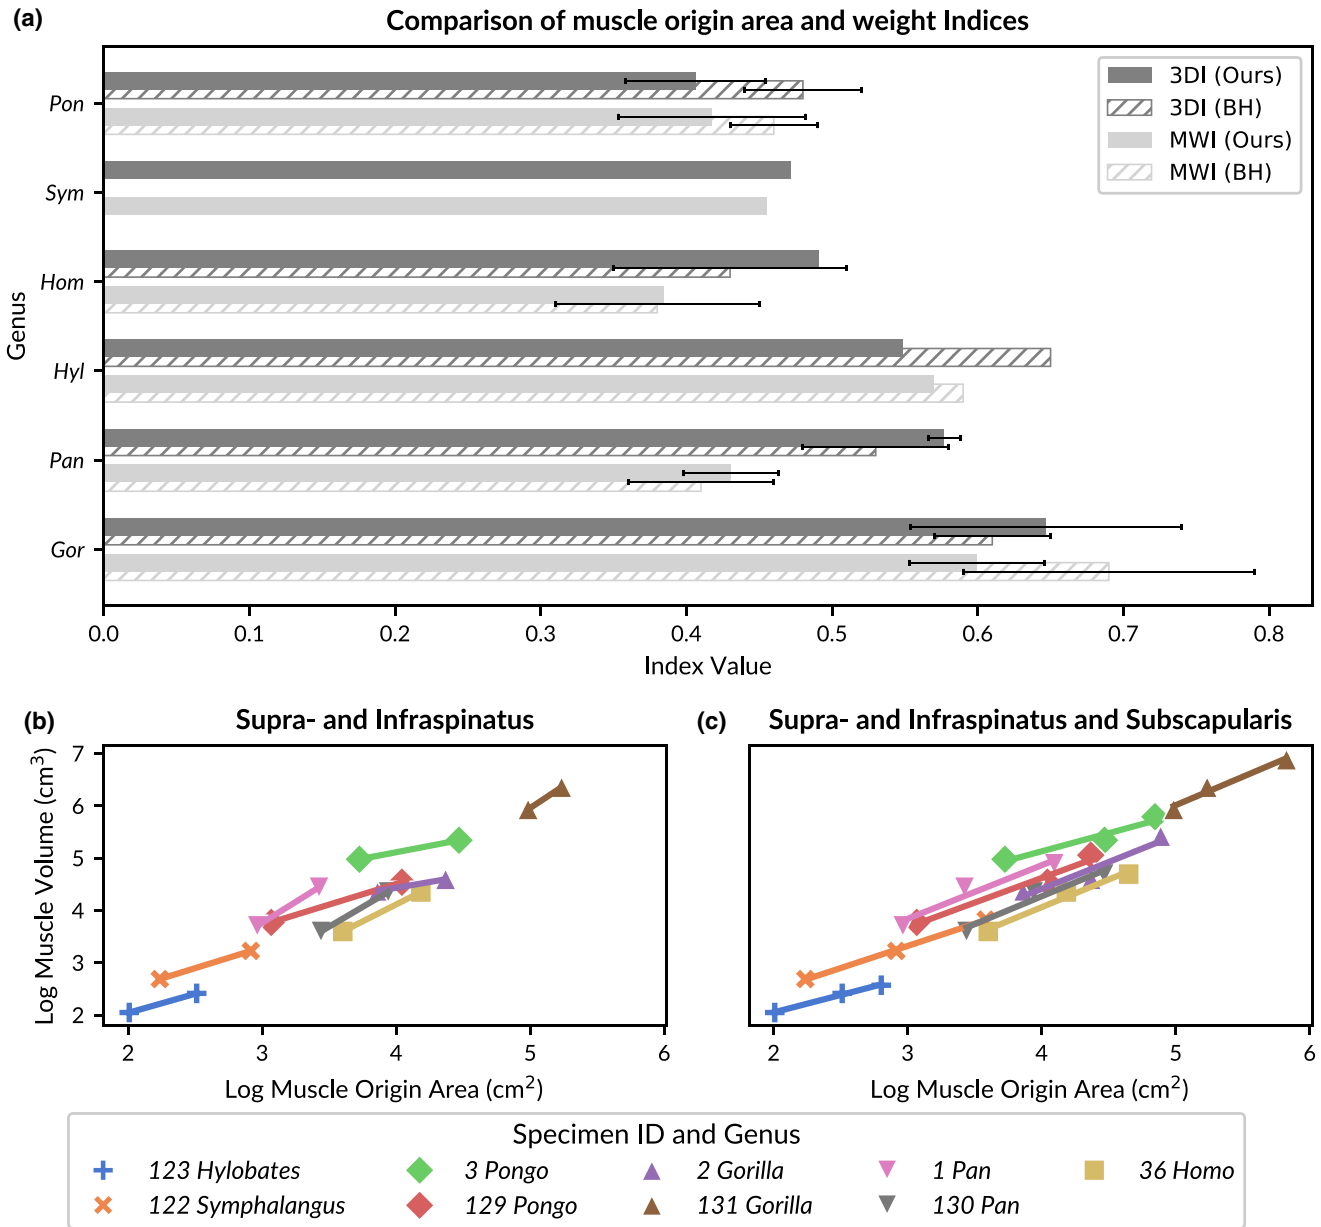 (a)
Comparison of muscle origin area and weight Indices
3DI (Ours)
3DI (BH)
MWI (Ours)
MWI (BH)
Genus
Pon
Sym
Hom
Hyl
Pan
Gor
0.0 0.1 0.2 0.3 0.4 0.5 0.6 0.7 0.8
Index Value
(b)
Supra- and Infraspinatus
Log Muscle Volume (cm³)
7
6
5
4
3
2
2 3 4 5 6
Log Muscle Origin Area (cm²)
(c)
Supra- and Infraspinatus and Subscapularis
2 3 4 5 6
Log Muscle Origin Area (cm²)
Specimen ID and Genus
123 Hylobates 3 Pongo 2 Gorilla 1 Pan 36 Homo
122 Symphalangus 129 Pongo 131 Gorilla 130 Pan